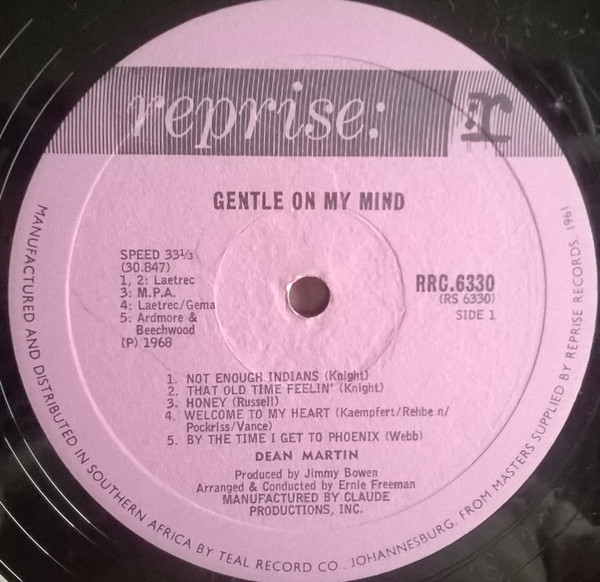 reprise: r
GENTLE ON MY MIND
SPEED 33⅓
(30.847)
1, 2: Laetrec
3: M.P.A.
4: Laetrec/Gema
5: Ardmore &
Beechwood
(P) 1968
RRC.6330
(RS 6330)
SIDE 1
1. NOT ENOUGH INDIANS (Knight)
2. THAT OLD TIME FEELIN' (Knight)
3. HONEY (Russell)
4. WELCOME TO MY HEART (Kaempfert/Rehbe n/
Pockriss/Vance)
5. BY THE TIME I GET TO PHOENIX (Webb)
DEAN MARTIN
Produced by Jimmy Bowen
Arranged & Conducted by Ernie Freeman
MANUFACTURED BY CLAUDE
PRODUCTIONS, INC.
MANUFACTURED AND DISTRIBUTED IN SOUTHERN AFRICA BY TEAL RECORD CO. JOHANNESBURG. FROM MASTERS SUPPLIED BY REPRISE RECORDS. 1961